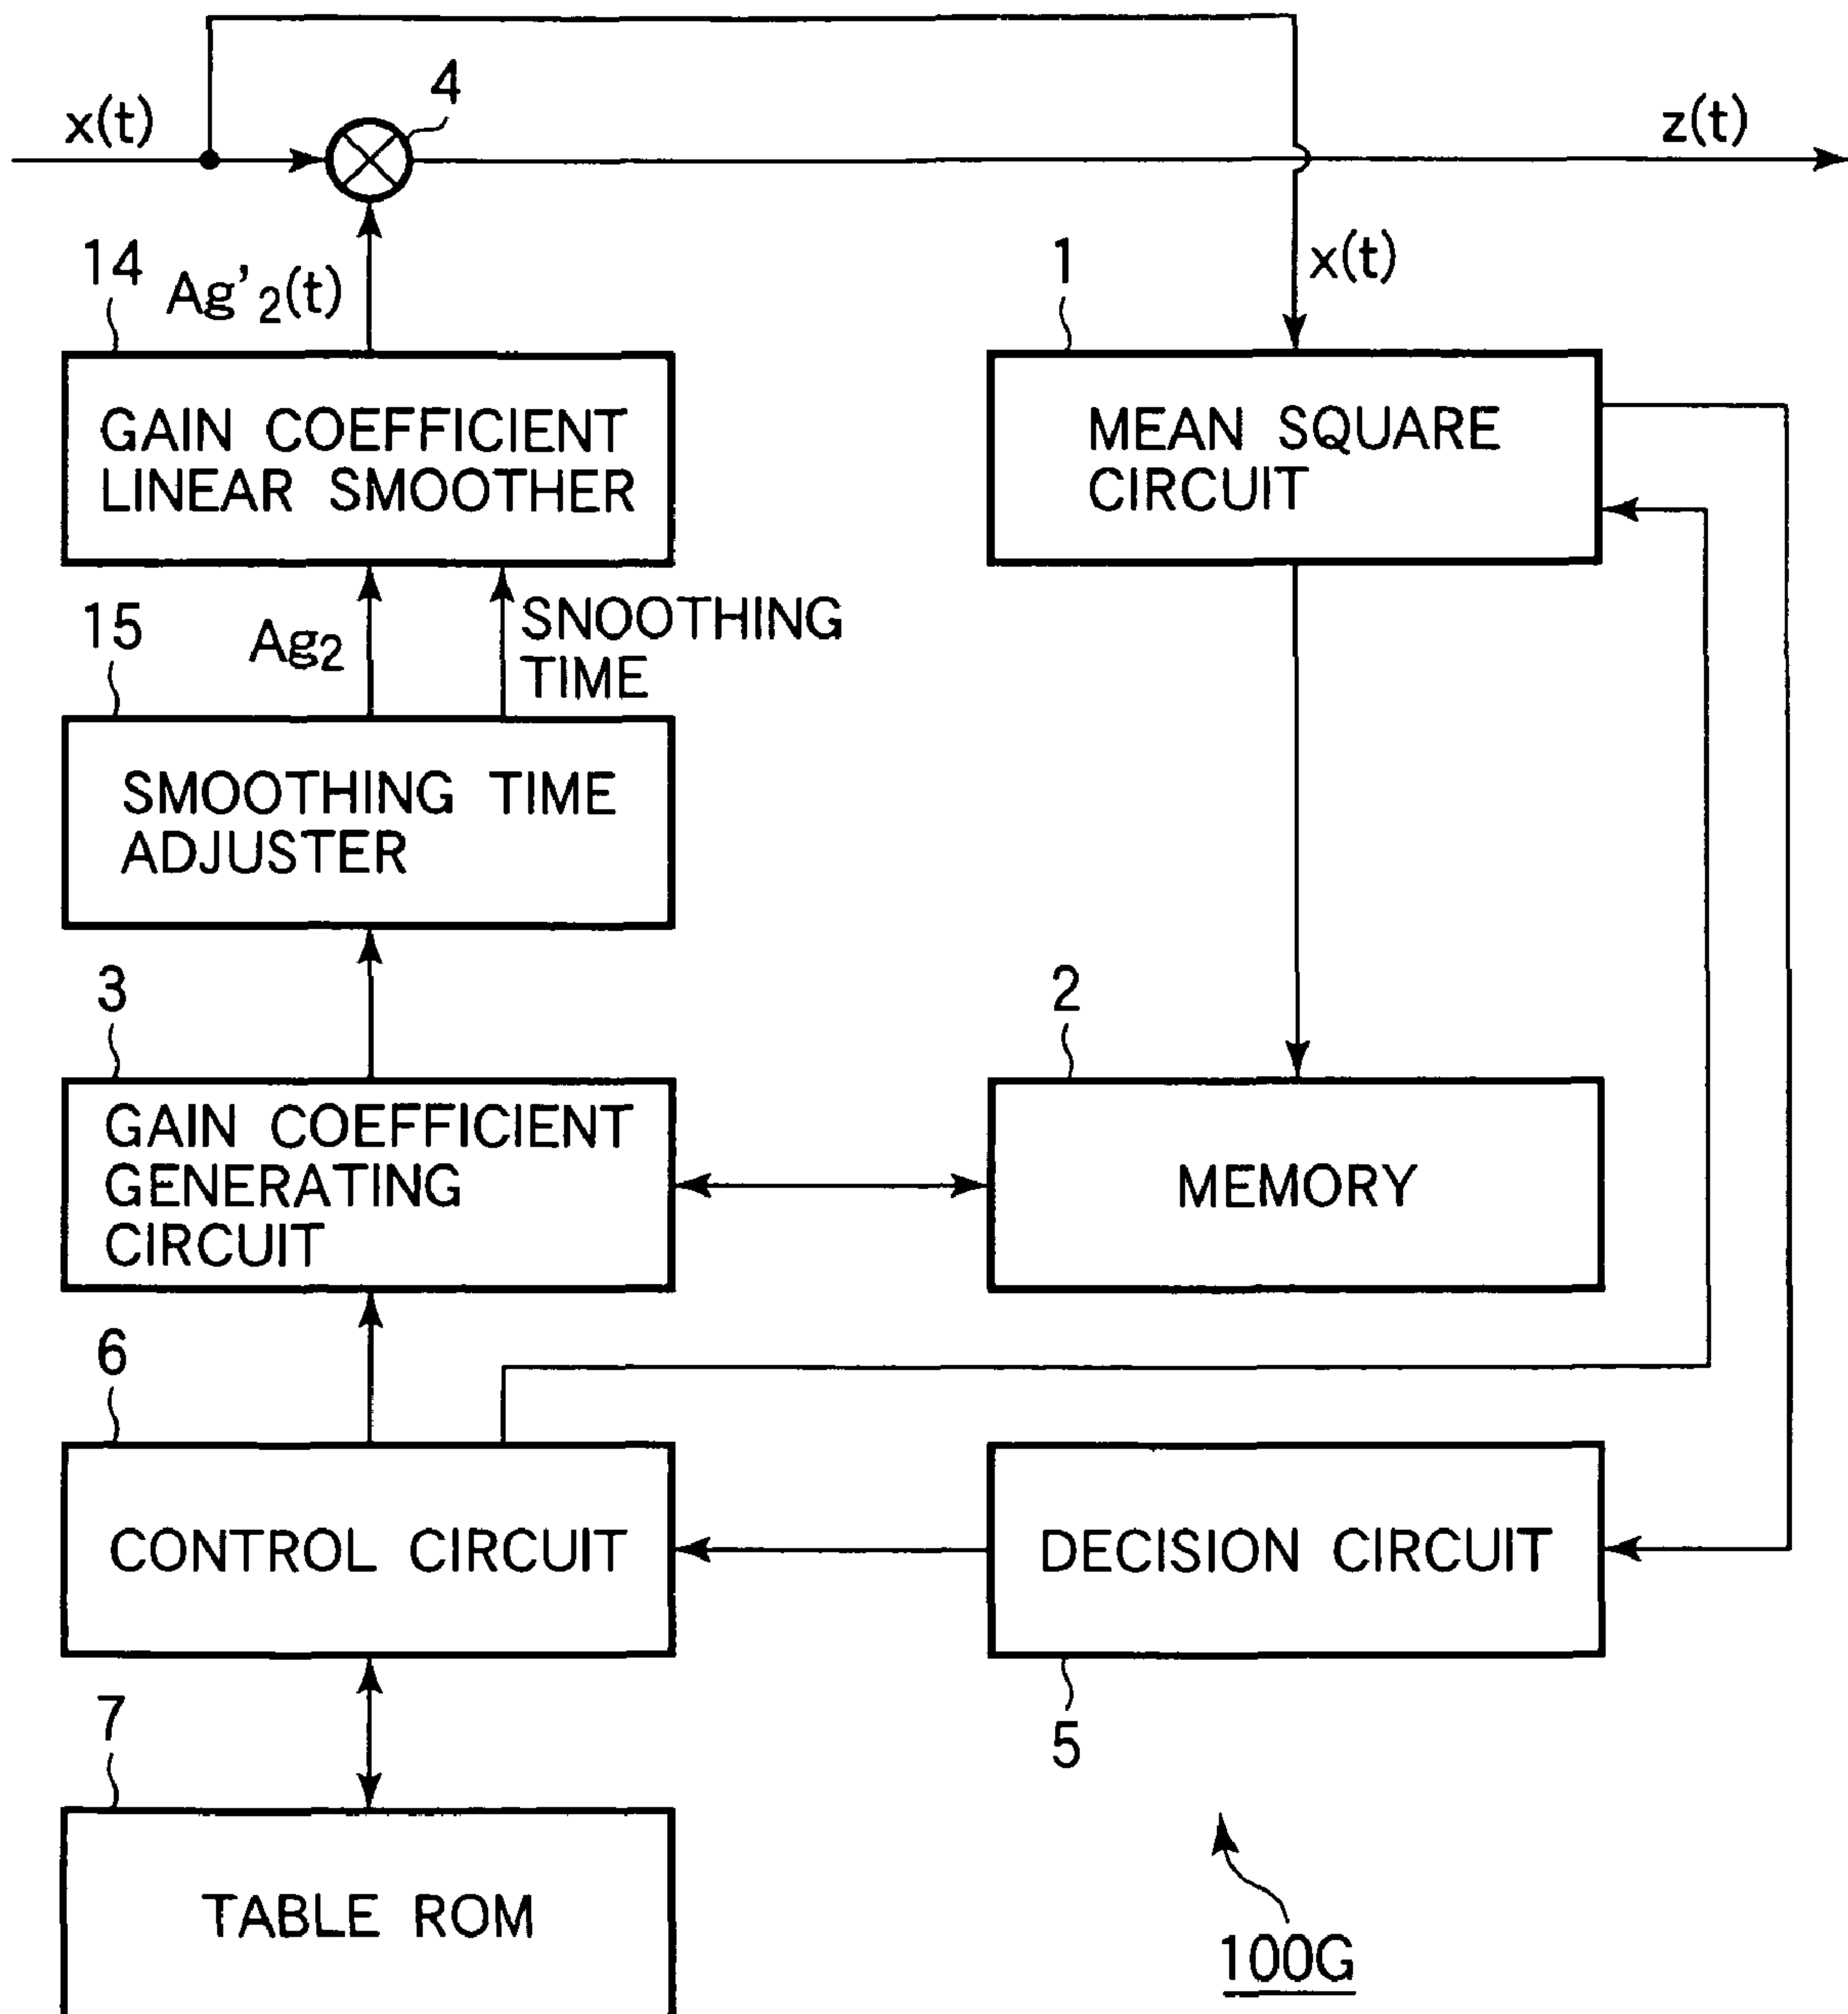 4
x(t)
z(t)
14
Ag'2(t)
1
x(t)
GAIN COEFFICIENT
LINEAR SMOOTHER
MEAN SQUARE
CIRCUIT
15
Ag2
SNOOTHING
TIME
SMOOTHING TIME
ADJUSTER
3
2
GAIN COEFFICIENT
GENERATING
CIRCUIT
MEMORY
6
CONTROL CIRCUIT
DECISION CIRCUIT
7
5
TABLE ROM
100G